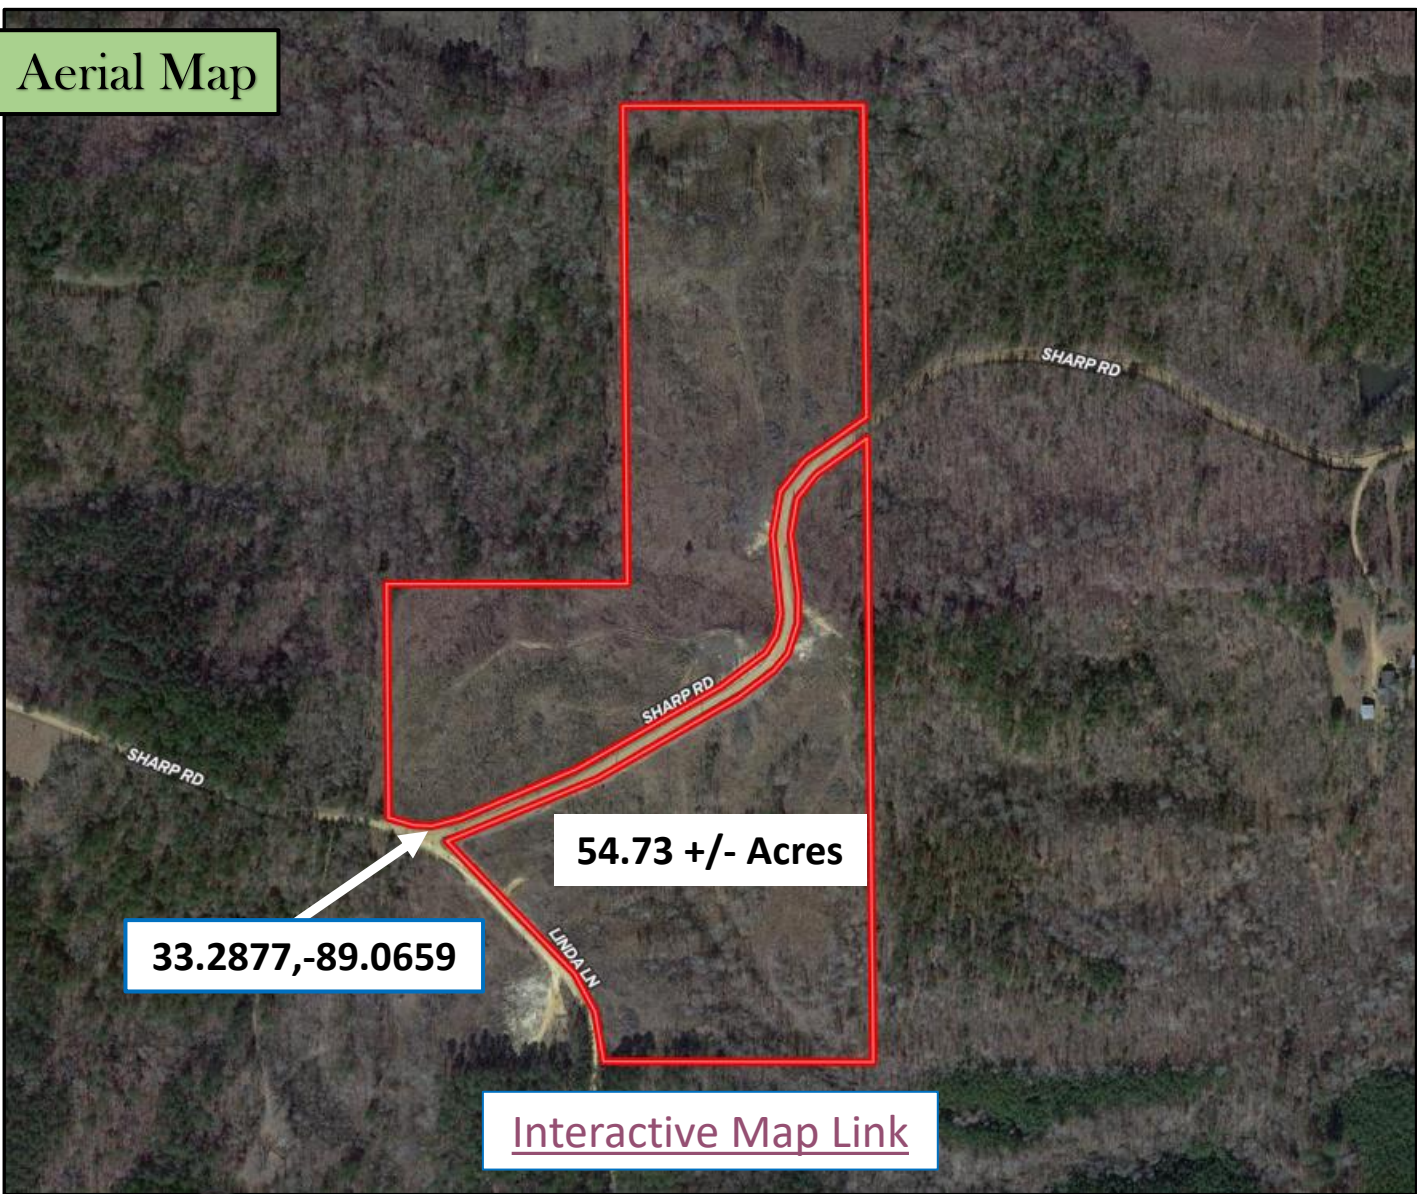 Aerial Map
SHARP RD
SHARP RD
SHARP RD
54.73 +/- Acres
33.2877,-89.0659
LINDA LN
Interactive Map Link